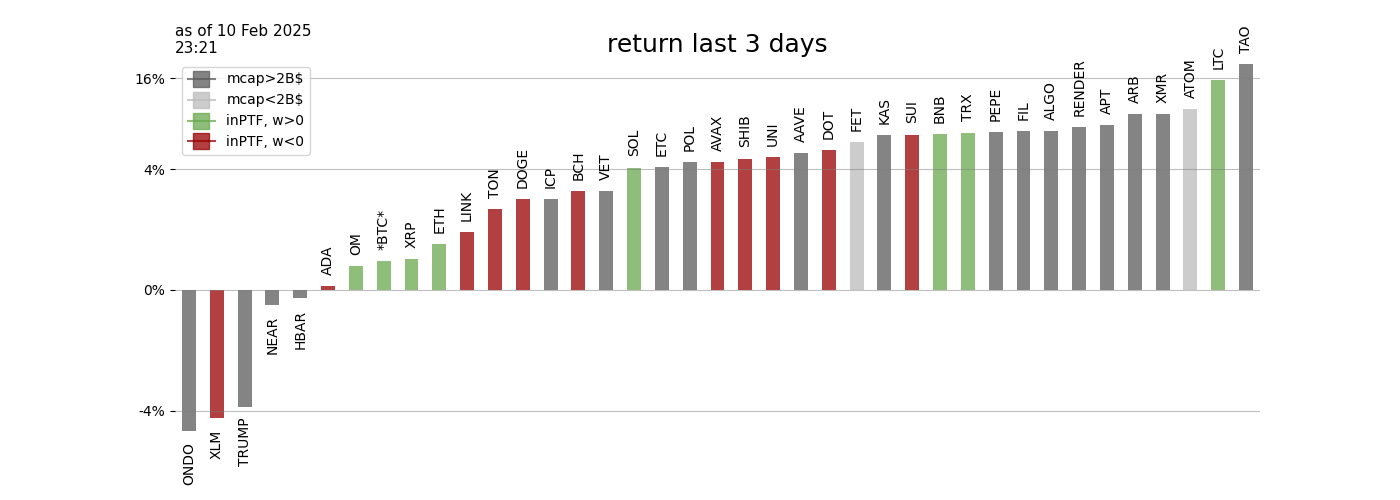 as of 10 Feb 2025
23:21
return last 3 days
mcap>2B$
mcap<2B$
inPTF, w>0
inPTF, w<0
16%
4%
0%
-4%
ONDO
XLM
TRUMP
NEAR
HBAR
ADA
OM
*BTC*
XRP
ETH
LINK
TON
DOGE
ICP
BCH
VET
SOL
ETC
POL
AVAX
SHIB
UNI
AAVE
DOT
FET
KAS
SUI
BNB
TRX
PEPE
FIL
ALGO
RENDER
APT
ARB
XMR
ATOM
LTC
TAO